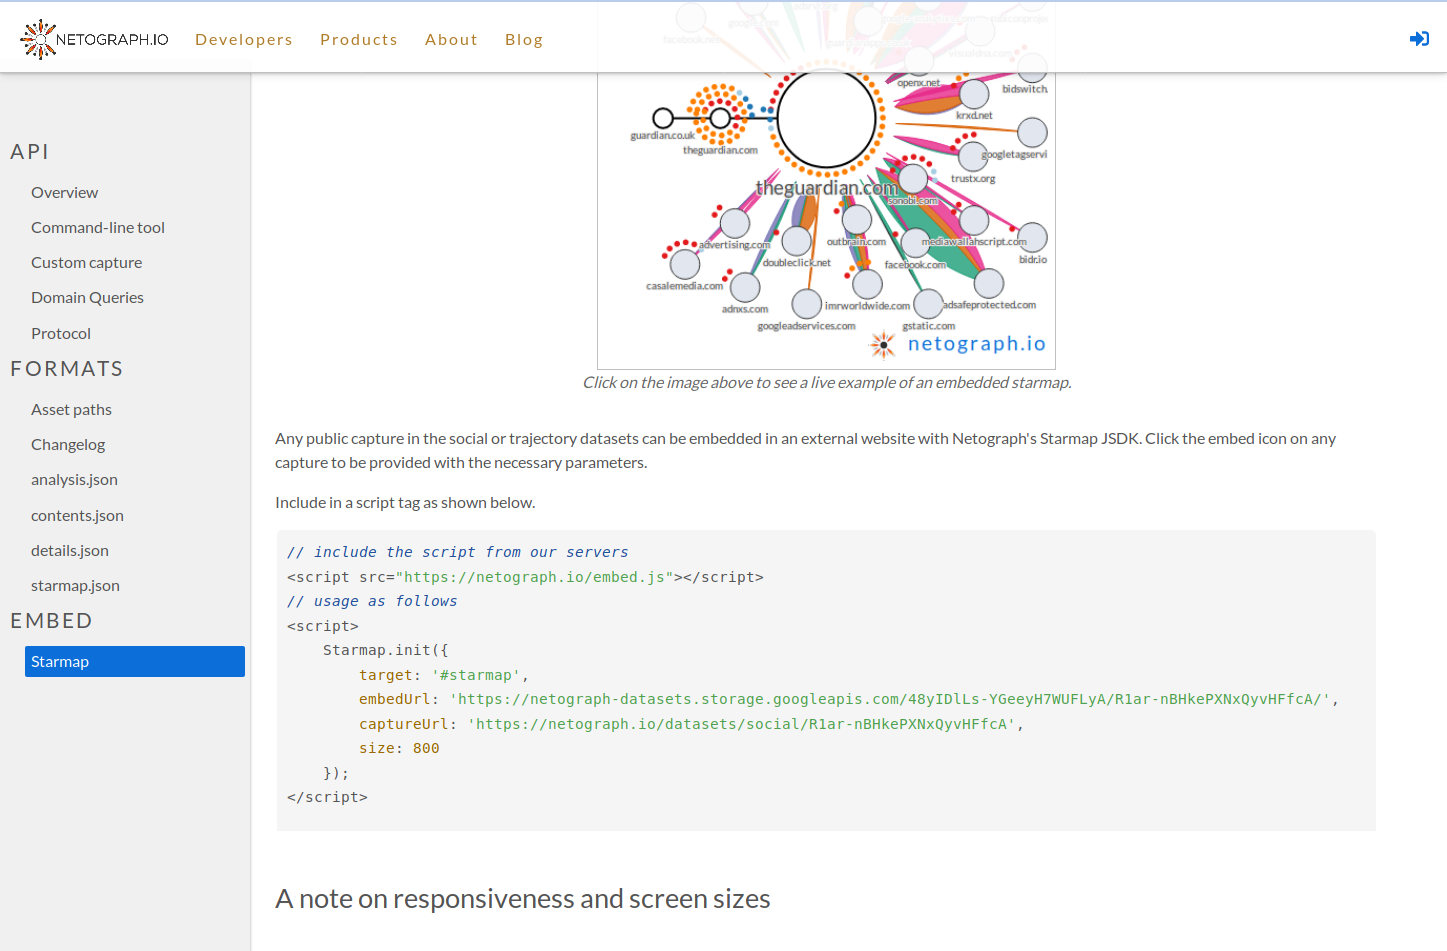 NETOGRAPH.IO
Developers
Products
About
Blog
API
Overview
Command-line tool
Custom capture
Domain Queries
Protocol
FORMATS
Asset paths
Changelog
analysis.json
contents.json
details.json
starmap.json
EMBED
Starmap
openx.net
bidswitch.
krxd.net
guardian.co.uk
theguardian.com
googletagservi
trustx.org
theguardian.com
sonobi.com
advertising.com
outbrain.com
mediawallahscript.com
doubleclick.net
facebook.com
bidr.io
casalemedia.com
adnxs.com
imrworldwide.com
adsafeprotected.com
googleadservices.com
gstatic.com
netograph.io
Click on the image above to see a live example of an embedded starmap.
Any public capture in the social or trajectory datasets can be embedded in an external website with Netograph's Starmap JSDK. Click the embed icon on any
capture to be provided with the necessary parameters.
Include in a script tag as shown below.
// include the script from our servers
<script src="https://netograph.io/embed.js"></script>
// usage as follows
<script>
    Starmap.init({
        target: '#starmap',
        embedUrl: 'https://netograph-datasets.storage.googleapis.com/48yIDlLs-YGeeyH7WUFLyA/R1ar-nBHkePXNxQyvHFfcA/',
        captureUrl: 'https://netograph.io/datasets/social/R1ar-nBHkePXNxQyvHFfcA',
        size: 800
    });
</script>
A note on responsiveness and screen sizes